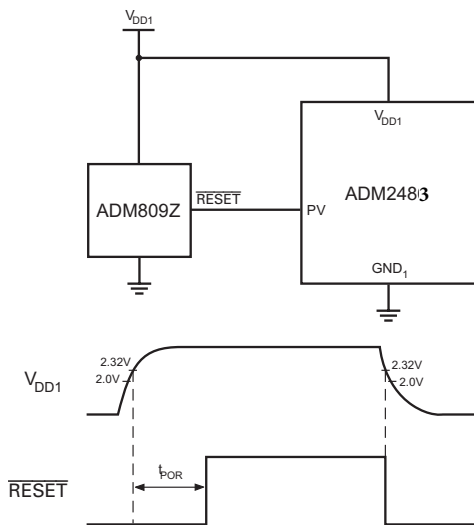 VDD1
VDD1
ADM809Z
RESET
PV
ADM2483
GND1
VDD1
2.32V
2.0V
2.32V
2.0V
tPOR
RESET